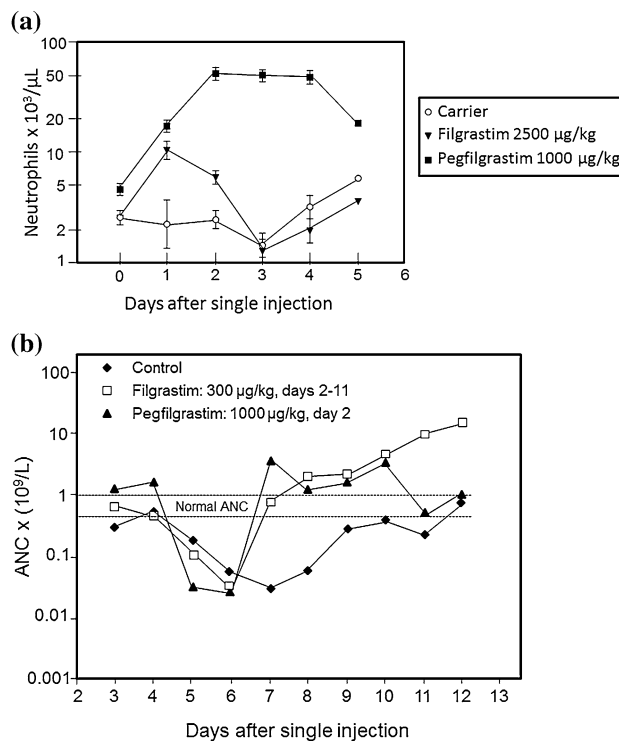 (a)
100
50
10
5
2
1
Neutrophils x 10³/µL
0 1 2 3 4 5 6
Days after single injection
Carrier
Filgrastim 2500 µg/kg
Pegfilgrastim 1000 µg/kg
(b)
Control
Filgrastim: 300 µg/kg, days 2-11
Pegfilgrastim: 1000 µg/kg, day 2
100
10
1
0.1
0.01
0.001
ANC x (10⁹/L)
Normal ANC
2 3 4 5 6 7 8 9 10 11 12 13
Days after single injection